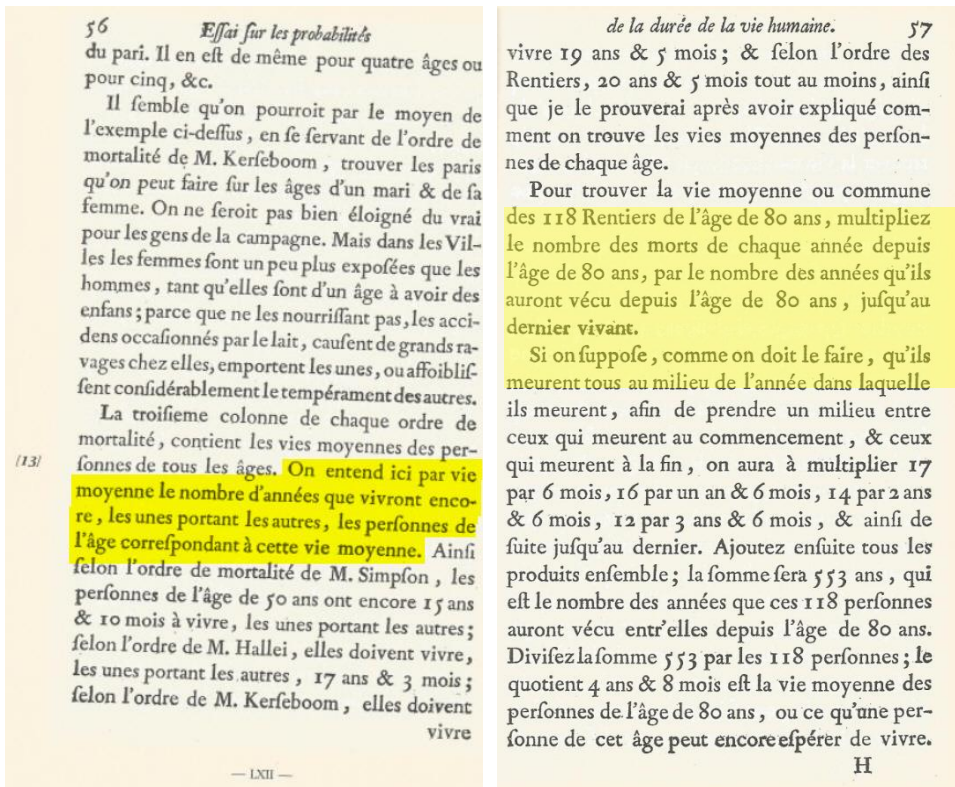 56 Eſſai ſur les probabilités
du pari. Il en eſt de même pour quatre âges ou
pour cinq, &c.
Il ſemble qu'on pourroit par le moyen de
l'exemple ci-deſſus, en ſe ſervant de l'ordre de
mortalité de M. Kerſeboom, trouver les paris
qu'on peut faire ſur les âges d'un mari & de ſa
femme. On ne ſeroit pas bien éloigné du vrai
pour les gens de la campagne. Mais dans les Vil-
les les femmes ſont un peu plus expoſées que les
hommes, tant qu'elles ſont d'un âge à avoir des
enfans; parce que ne les nourriſſant pas, les acci-
dens occaſionnés par le lait, cauſent de grands ra-
vages chez elles, emportent les unes, ou affoibliſ-
ſent conſidérablement le tempérament des autres.
La troiſieme colonne de chaque ordre de
mortalité, contient les vies moyennes des per-
[13] ſonnes de tous les âges. On entend ici par vie
moyenne le nombre d'années que vivront enco-
re, les unes portant les autres, les perſonnes de
l'âge correſpondant à cette vie moyenne. Ainſi
ſelon l'ordre de mortalité de M. Simpſon, les
perſonnes de l'âge de 50 ans ont encore 15 ans
& 10 mois à vivre, les unes portant les autres;
ſelon l'ordre de M. Hallei, elles doivent vivre,
les unes portant les autres, 17 ans & 3 mois;
ſelon l'ordre de M. Kerſeboom, elles doivent
vivre
— LXII —
de la durée de la vie humaine. 57
vivre 19 ans & 5 mois; & ſelon l'ordre des
Rentiers, 20 ans & 5 mois tout au moins, ainſi
que je le prouverai après avoir expliqué com-
ment on trouve les vies moyennes des perſon-
nes de chaque âge.
Pour trouver la vie moyenne ou commune
des 118 Rentiers de l'âge de 80 ans, multipliez
le nombre des morts de chaque année depuis
l'âge de 80 ans, par le nombre des années qu'ils
auront vécu depuis l'âge de 80 ans, juſqu'au
dernier vivant.
Si on ſuppoſe, comme on doit le faire, qu'ils
meurent tous au milieu de l'année dans laquelle
ils meurent, afin de prendre un milieu entre
ceux qui meurent au commencement, & ceux
qui meurent à la fin, on aura à multiplier 17
par 6 mois, 16 par un an & 6 mois, 14 par 2 ans
& 6 mois, 12 par 3 ans & 6 mois, & ainſi de
ſuite juſqu'au dernier. Ajoutez enſuite tous les
produits enſemble; la ſomme ſera 553 ans, qui
eſt le nombre des années que ces 118 perſonnes
auront vécu entr'elles depuis l'âge de 80 ans.
Diviſez la ſomme 553 par les 118 perſonnes; le
quotient 4 ans & 8 mois eſt la vie moyenne des
perſonnes de l'âge de 80 ans, ou ce qu'une per-
ſonne de cet âge peut encore eſpérer de vivre.
H